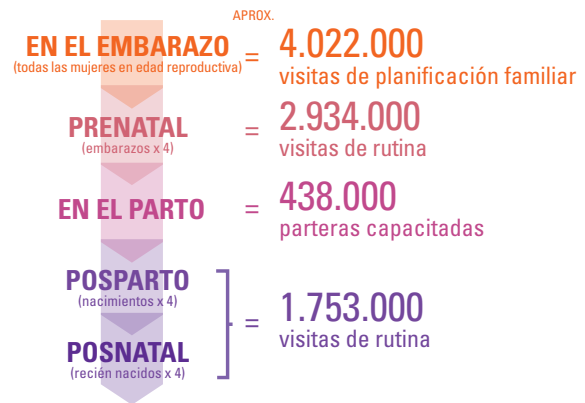 APROX.
EN EL EMBARAZO = 4.022.000
(todas las mujeres en edad reproductiva)
visitas de planificación familiar
PRENATAL = 2.934.000
(embarazos x 4)
visitas de rutina
EN EL PARTO = 438.000
parteras capacitadas
POSPARTO
(nacimientos x 4)
= 1.753.000
visitas de rutina
POSNATAL
(recién nacidos x 4)